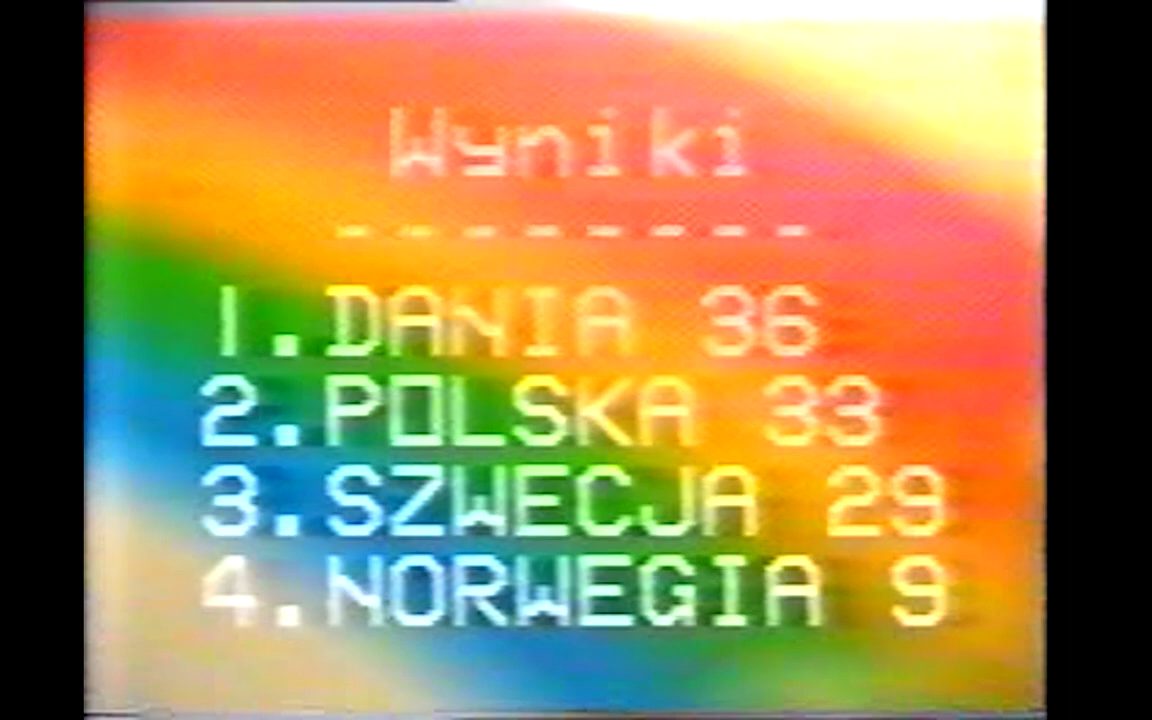 Wyniki
--------
1.DANIA 36
2.POLSKA 33
3.SZWECJA 29
4.NORWEGIA 9